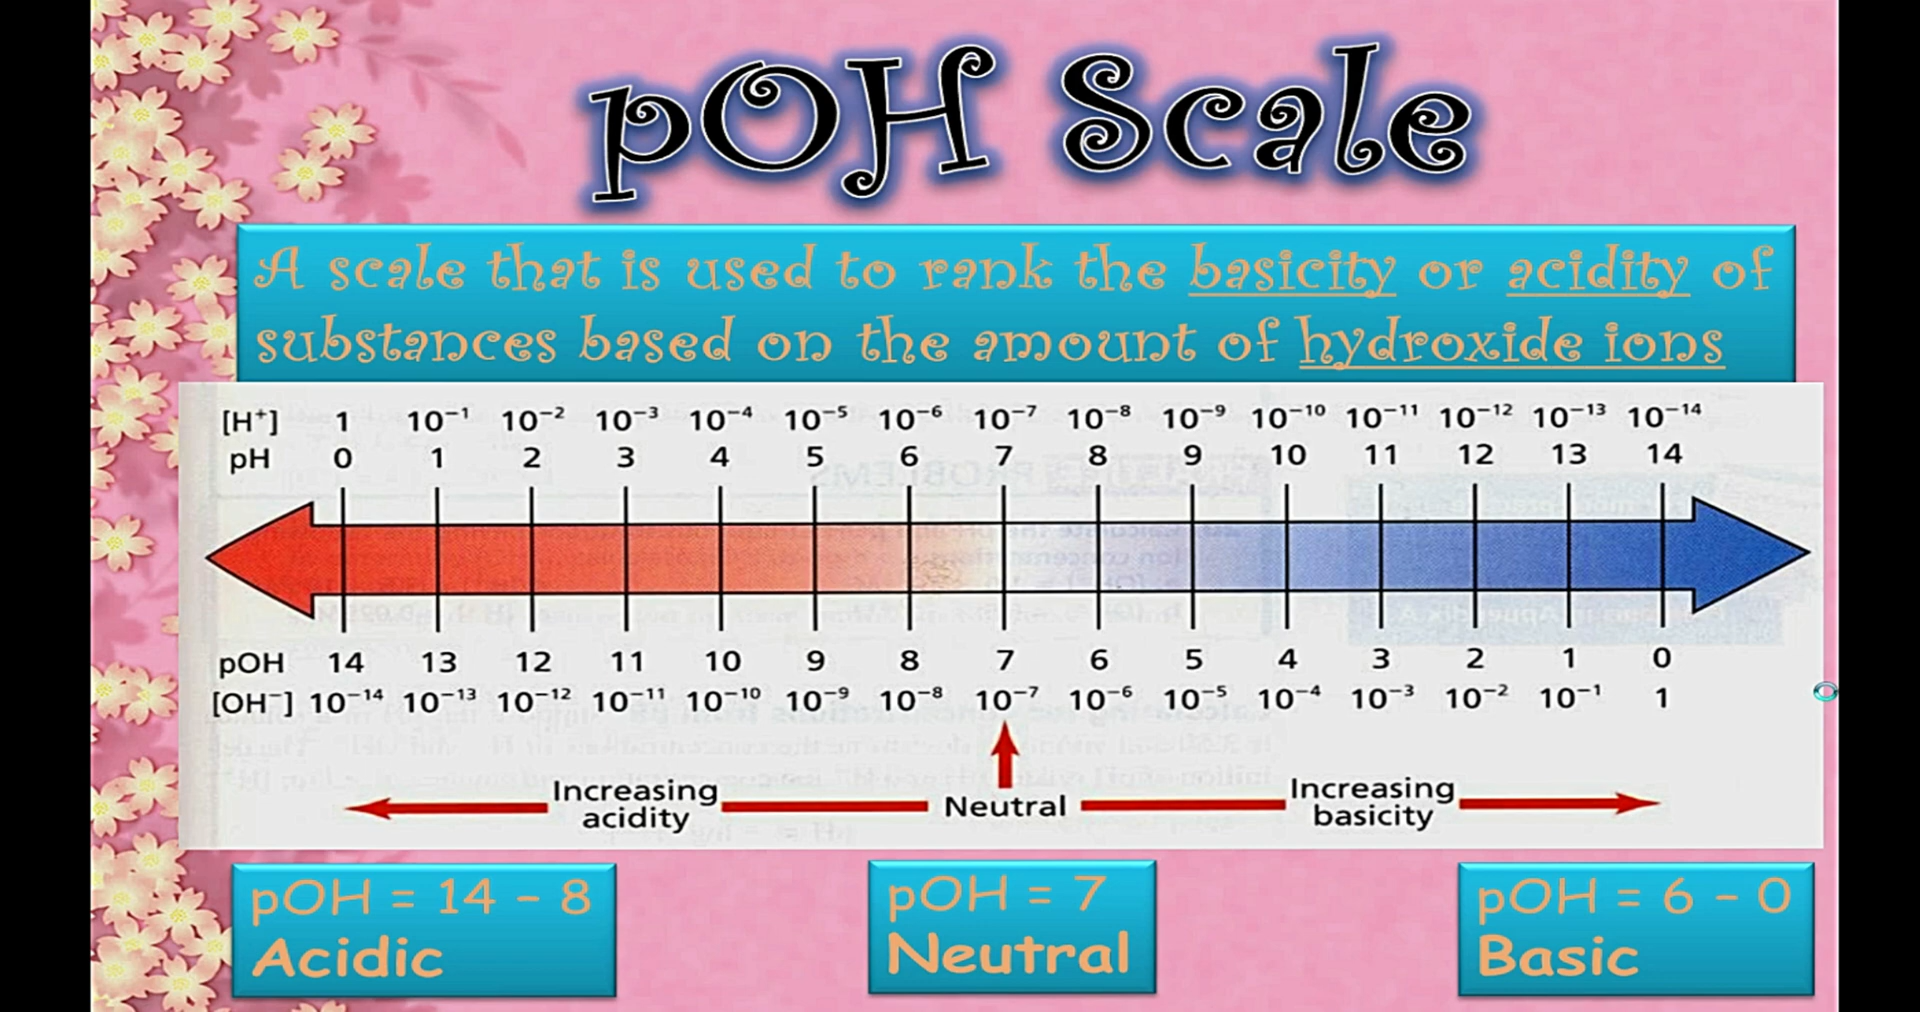 pOH Scale
A scale that is used to rank the basicity or acidity of
substances based on the amount of hydroxide ions
[H⁺] 1 10⁻¹ 10⁻² 10⁻³ 10⁻⁴ 10⁻⁵ 10⁻⁶ 10⁻⁷ 10⁻⁸ 10⁻⁹ 10⁻¹⁰ 10⁻¹¹ 10⁻¹² 10⁻¹³ 10⁻¹⁴
pH 0 1 2 3 4 5 6 7 8 9 10 11 12 13 14
pOH 14 13 12 11 10 9 8 7 6 5 4 3 2 1 0
[OH⁻] 10⁻¹⁴ 10⁻¹³ 10⁻¹² 10⁻¹¹ 10⁻¹⁰ 10⁻⁹ 10⁻⁸ 10⁻⁷ 10⁻⁶ 10⁻⁵ 10⁻⁴ 10⁻³ 10⁻² 10⁻¹ 1
Increasing
acidity
Neutral
Increasing
basicity
pOH = 14 - 8
Acidic
pOH = 7
Neutral
pOH = 6 - 0
Basic